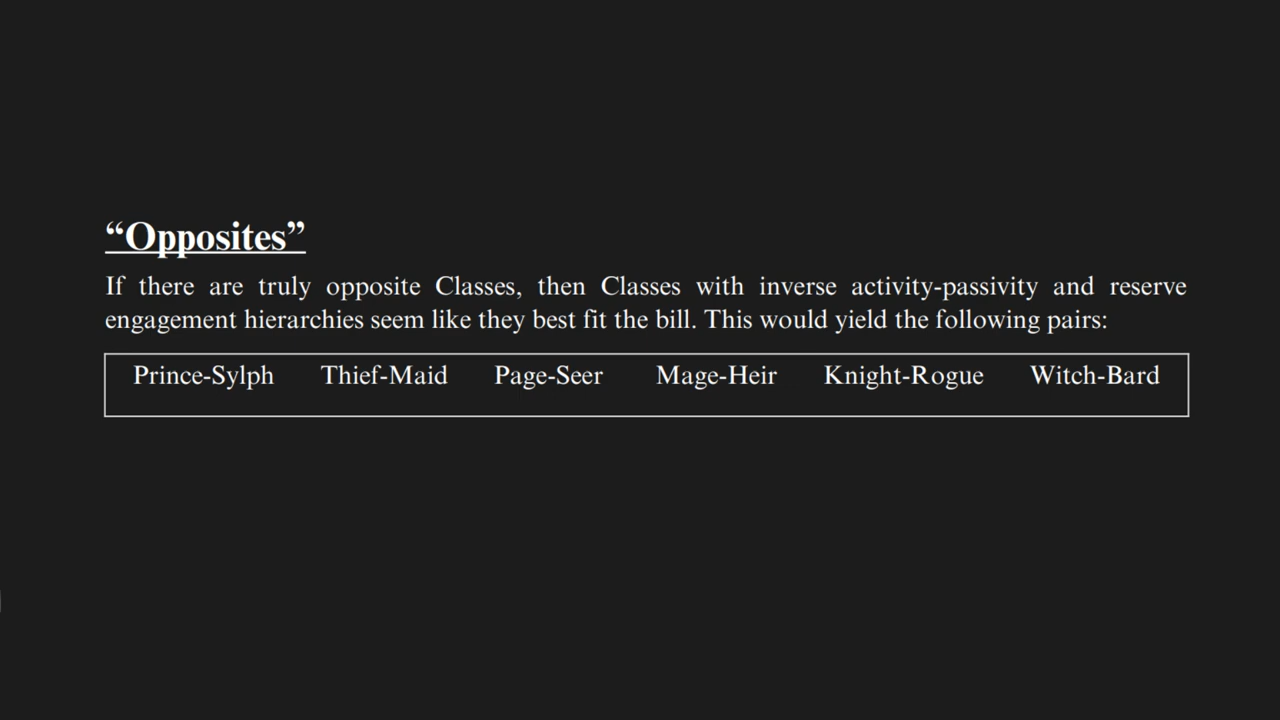 “Opposites”
If there are truly opposite Classes, then Classes with inverse activity-passivity and reserve
engagement hierarchies seem like they best fit the bill. This would yield the following pairs:
Prince-Sylph Thief-Maid Page-Seer Mage-Heir Knight-Rogue Witch-Bard